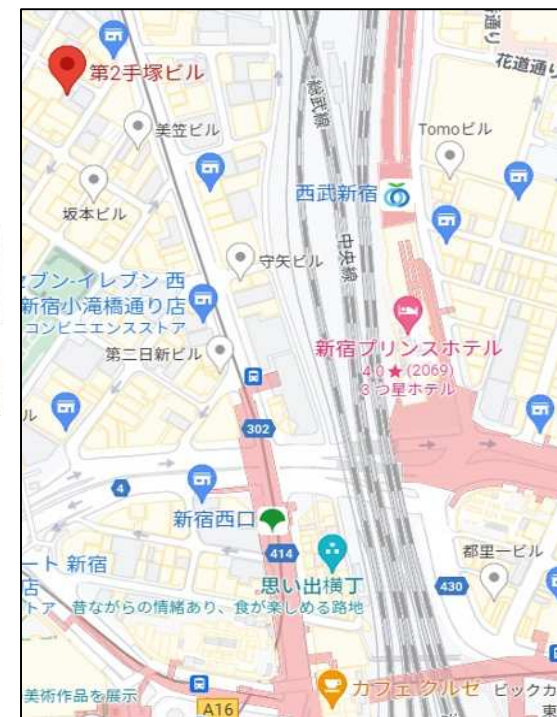 通り
花道通り
第2手塚ビル
総武線
Tomoビル
美笠ビル
西武新宿
坂本ビル
中央線
守矢ビル
セブン-イレブン 西
新宿小滝橋通り店
コンビニエンスストア
新宿プリンスホテル
4.0★(2069)
3 つ星ホテル
第二日新ビル
ル
302
4
新宿西口
414
都里一ビル
ート 新宿
店
トア
思い出横丁
昔ながらの情緒あり、食が楽しめる路地
430
カフェ クルゼ
ビックカ
東
美術作品を展示
A16